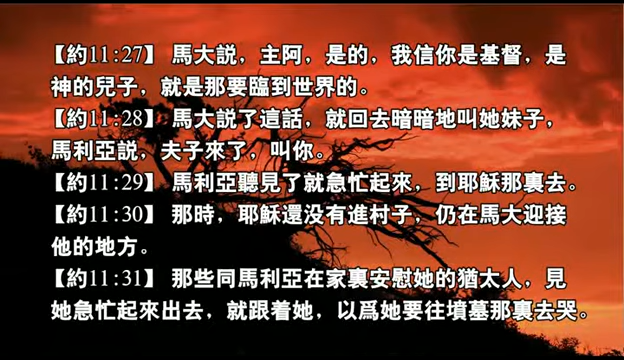 【約11:27】 馬大説，主阿，是的，我信你是基督，是
神的兒子，就是那要臨到世界的。
【約11:28】 馬大説了這話，就回去暗暗地叫她妹子，
馬利亞説，夫子來了，叫你。
【約11:29】 馬利亞聽見了就急忙起來，到耶穌那裏去。
【約11:30】 那時，耶穌還没有進村子，仍在馬大迎接
他的地方。
【約11:31】 那些同馬利亞在家裏安慰她的猶太人，見
她急忙起來出去，就跟着她，以爲她要往墳墓那裏去哭。